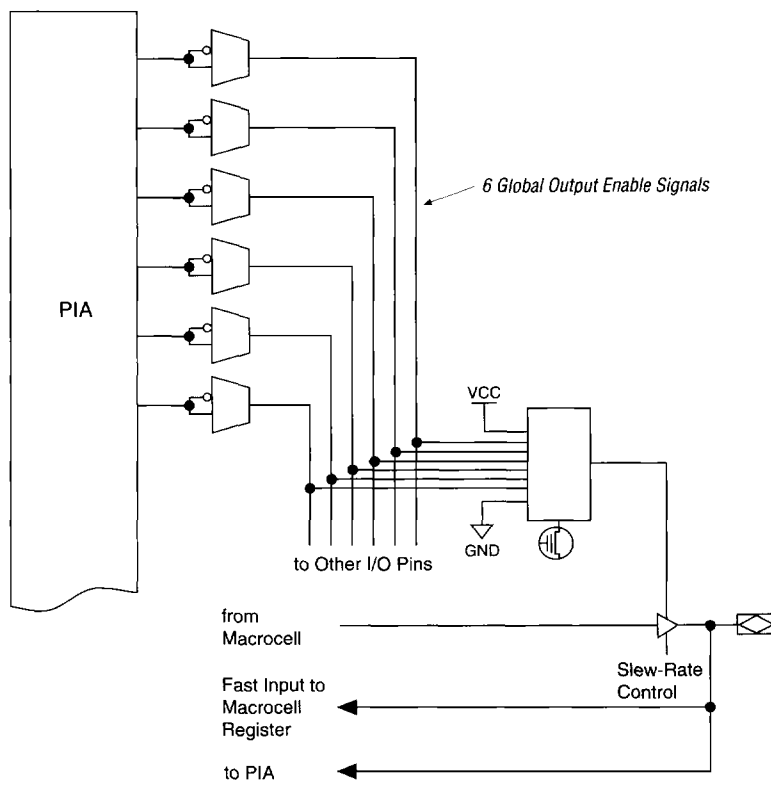 6 Global Output Enable Signals
PIA
VCC
GND
to Other I/O Pins
from
Macrocell
Slew-Rate
Control
Fast Input to
Macrocell
Register
to PIA